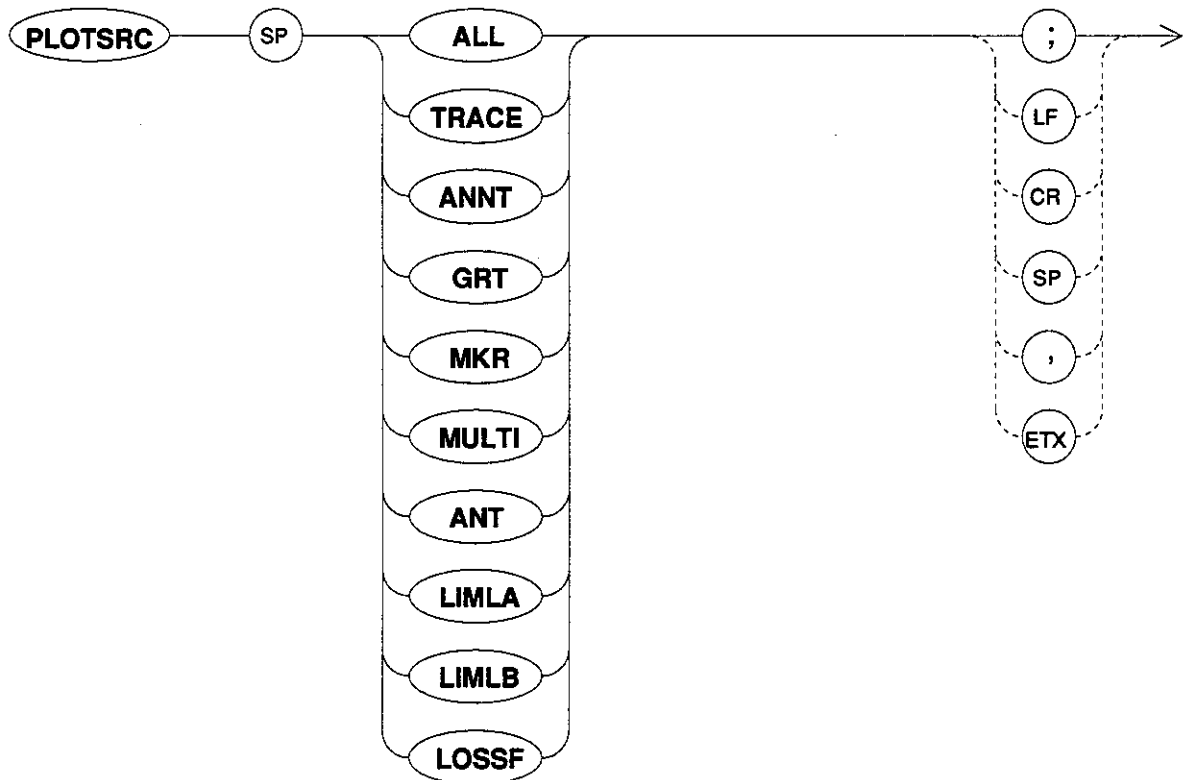 PLOTSRC SP ALL ;
TRACE LF
ANNT CR
GRT SP
MKR ,
MULTI ETX
ANT
LIMLA
LIMLB
LOSSF